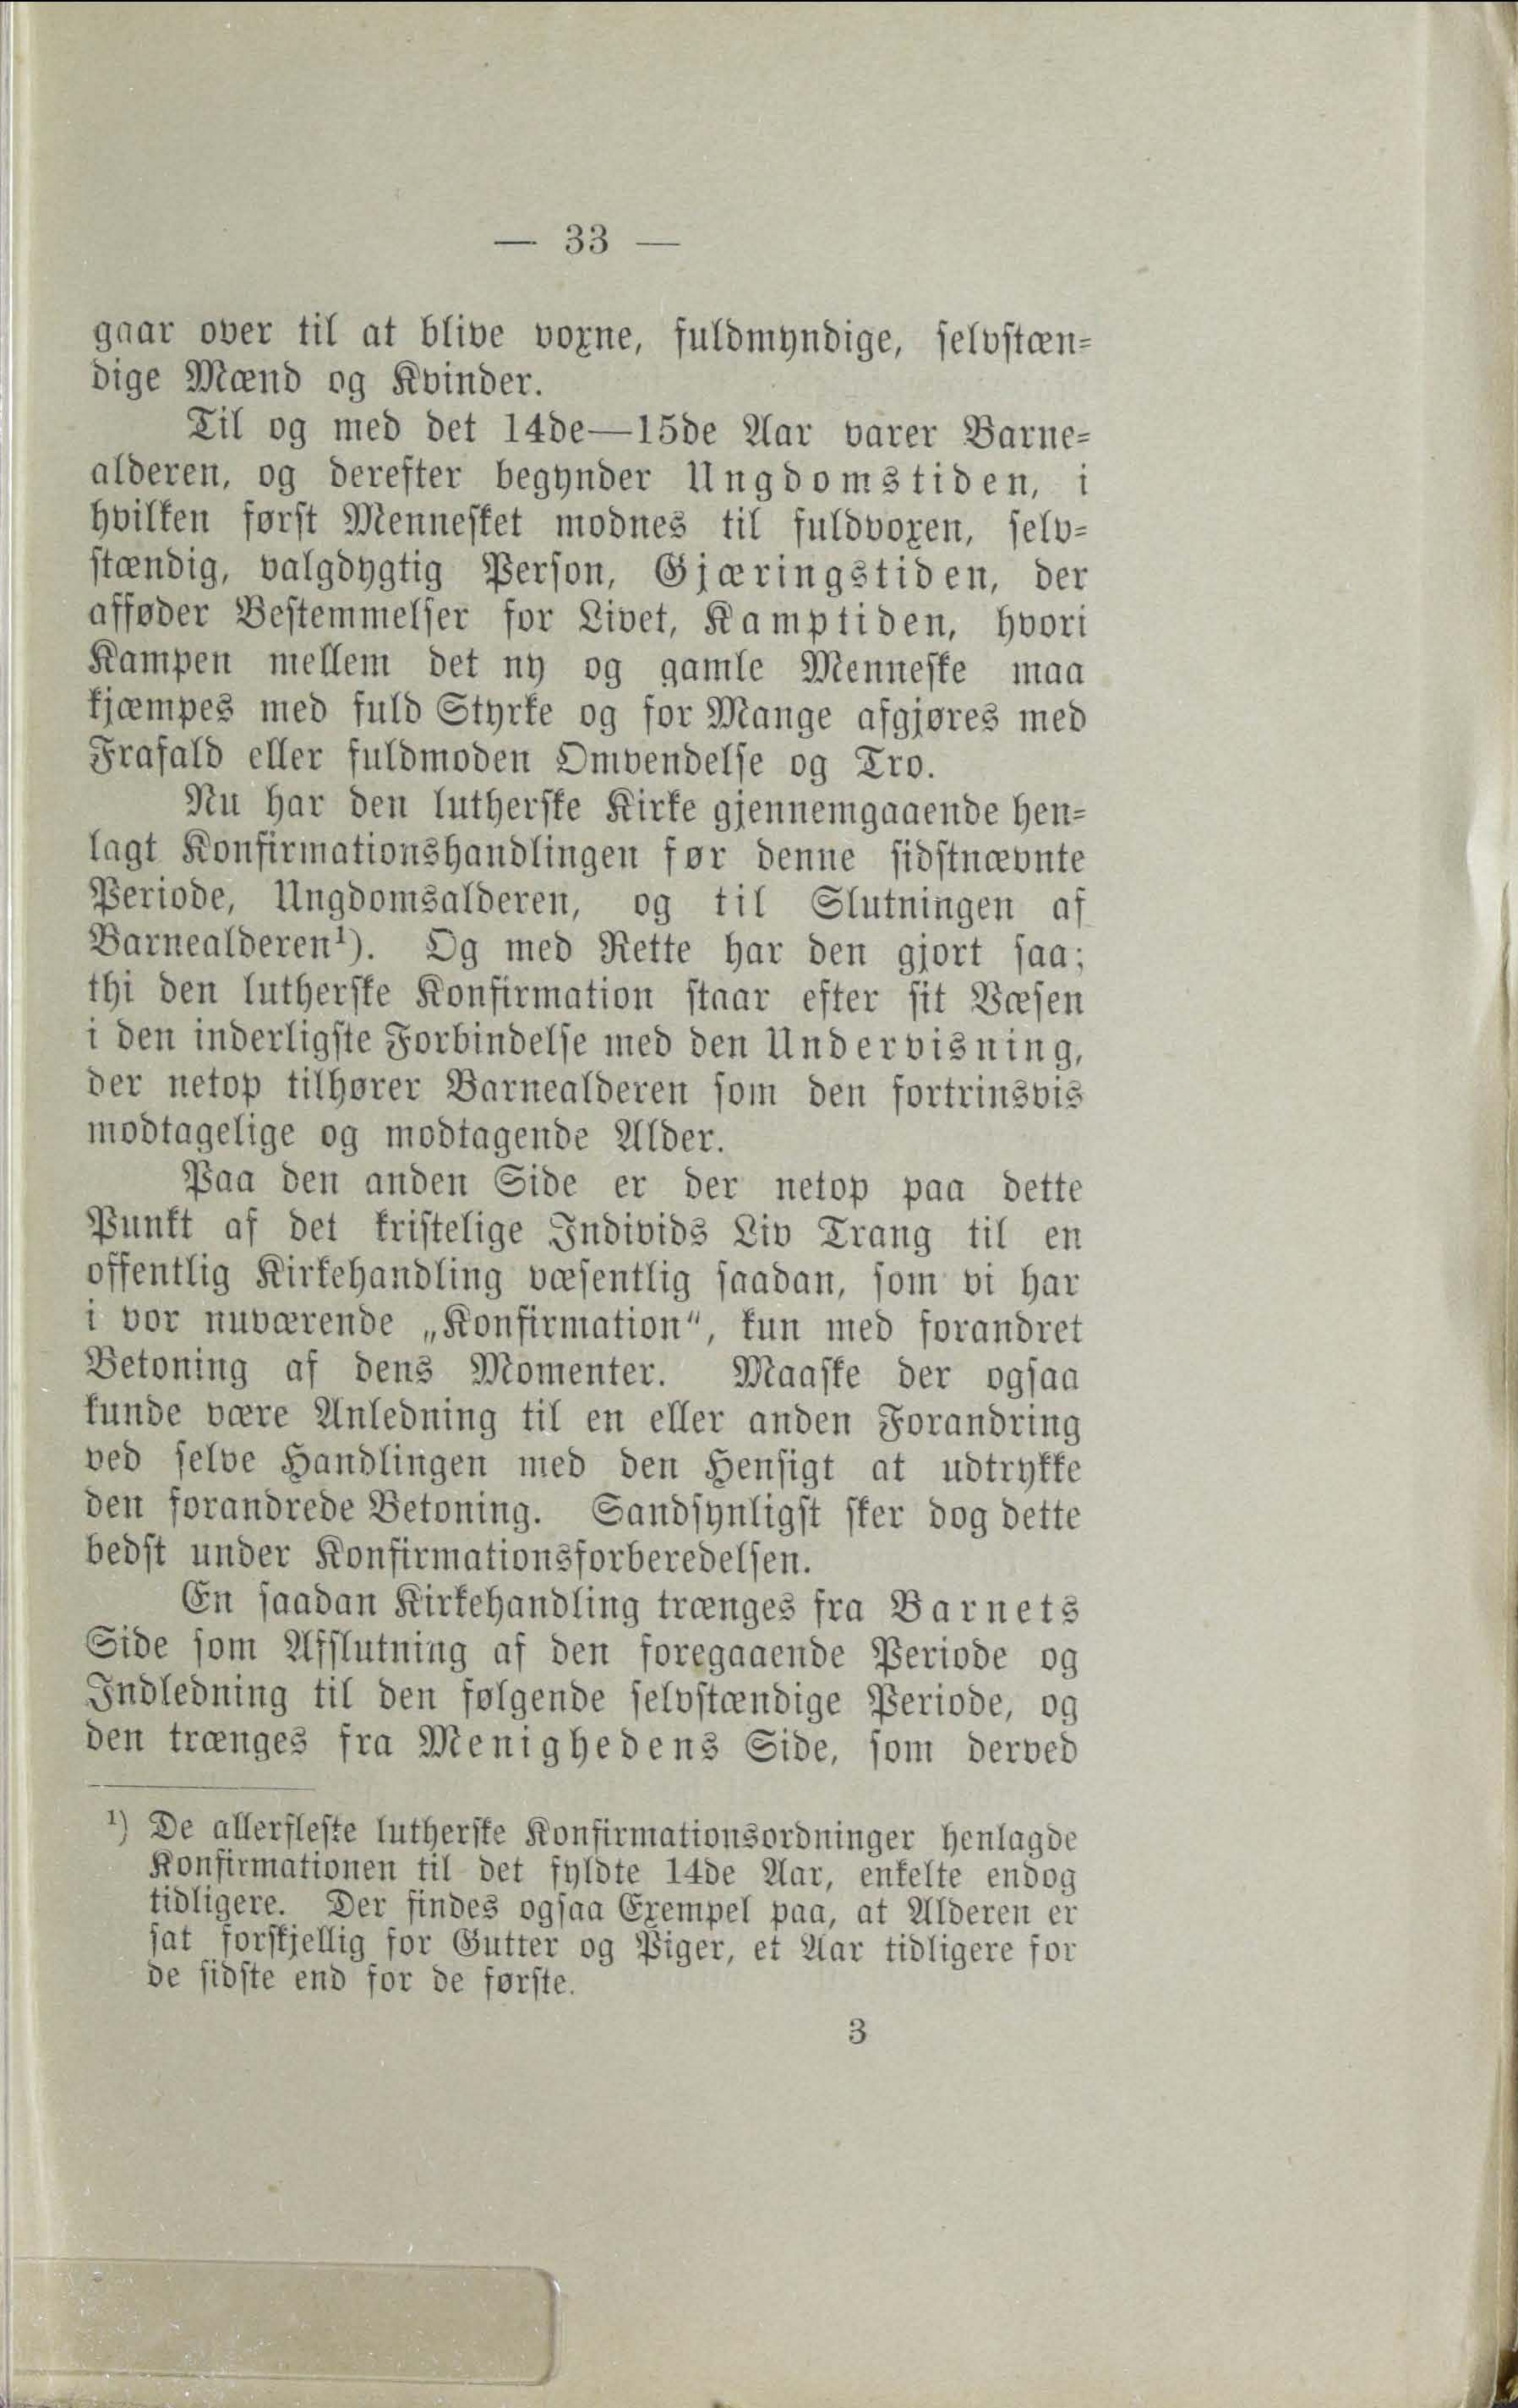 — 33 —
gaar over til at blive voxne, fuldmyndige, selvstæn-
dige Mænd og Kvinder.
Til og med det 14de—15de Aar varer Barne-
alderen, og derefter begynder Ungdomstiden, i
hvilken først Mennesket modnes til fuldvoxen, selv-
stændig, valgdygtig Person, Gjæringstiden, der
afføder Bestemmelser for Livet, Kamptiden, hvori
Kampen mellem det ny og gamle Menneske maa
kjæmpes med fuld Styrke og for Mange afgjøres med
Frafald eller fuldmoden Omvendelse og Tro.
Nu har den lutherske Kirke gjennemgaaende hen-
lagt Konfirmationshandlingen før denne sidstnævnte
Periode, Ungdomsalderen, og til Slutningen af
Barnealderen¹). Og med Rette har den gjort saa;
thi den lutherske Konfirmation staar efter sit Væsen
i den inderligste Forbindelse med den Undervisning,
der netop tilhører Barnealderen som den fortrinsvis
modtagelige og modtagende Alder.
Paa den anden Side er der netop paa dette
Punkt af det kristelige Individs Liv Trang til en
offentlig Kirkehandling væsentlig saadan, som vi har
i vor nuværende „Konfirmation“, kun med forandret
Betoning af dens Momenter. Maaske der ogsaa
kunde være Anledning til en eller anden Forandring
ved selve Handlingen med den Hensigt at udtrykke
den forandrede Betoning. Sandsynligst sker dog dette
bedst under Konfirmationsforberedelsen.
En saadan Kirkehandling trænges fra Barnets
Side som Afslutning af den foregaaende Periode og
Indledning til den følgende selvstændige Periode, og
den trænges fra Menighedens Side, som derved
¹) De allerfleste lutherske Konfirmationsordninger henlagde
Konfirmationen til det fyldte 14de Aar, enkelte endog
tidligere. Der findes ogsaa Exempel paa, at Alderen er
sat forskjellig for Gutter og Piger, et Aar tidligere for
de sidste end for de første.
3